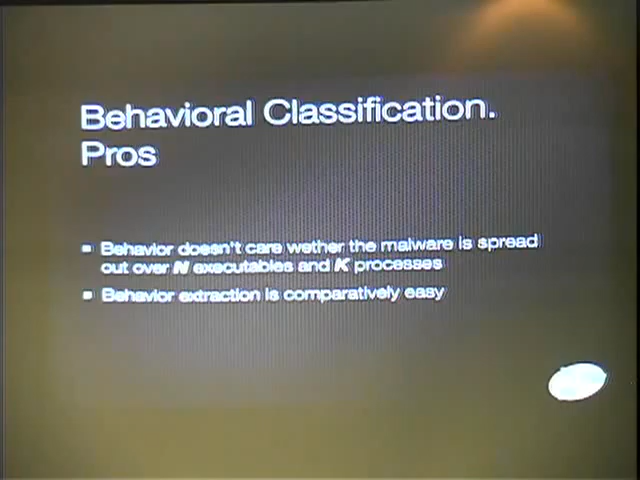 Behavioral Classification.
Pros
Behavior doesn't care wether the malware is spread
out over N executables and K processes
Behavior extraction is comparatively easy